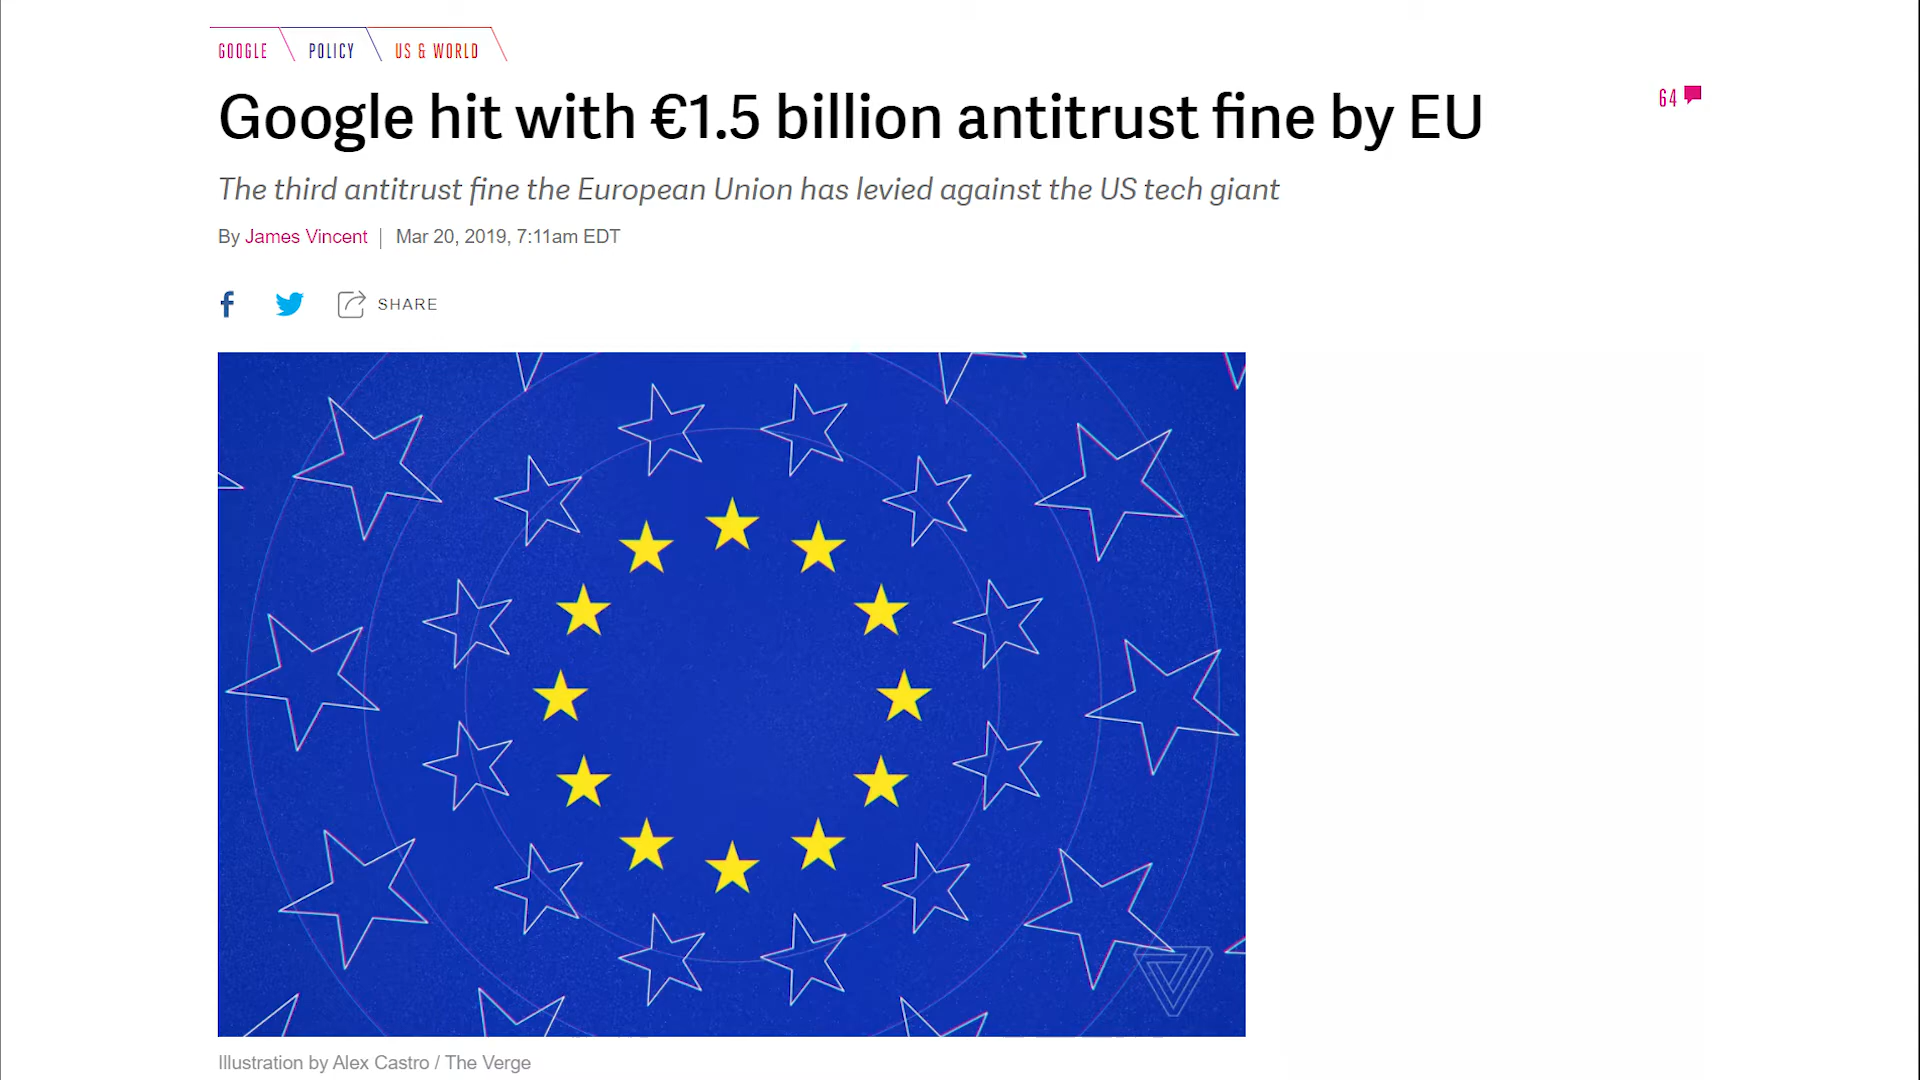 GOOGLE POLICY US & WORLD
Google hit with €1.5 billion antitrust fine by EU
64
The third antitrust fine the European Union has levied against the US tech giant
By James Vincent | Mar 20, 2019, 7:11am EDT
SHARE
Illustration by Alex Castro / The Verge